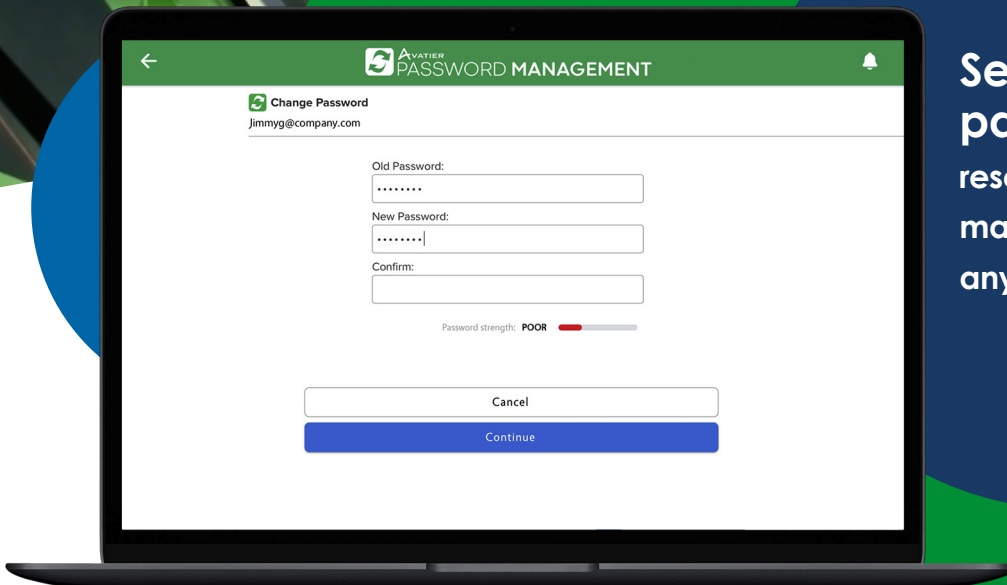 AVATIER
PASSWORD MANAGEMENT
Change Password
Jimmyg@company.com
Old Password:
••••••••
New Password:
••••••••
Confirm:
Password strength: POOR
Cancel
Continue
Se
pa
res
ma
any